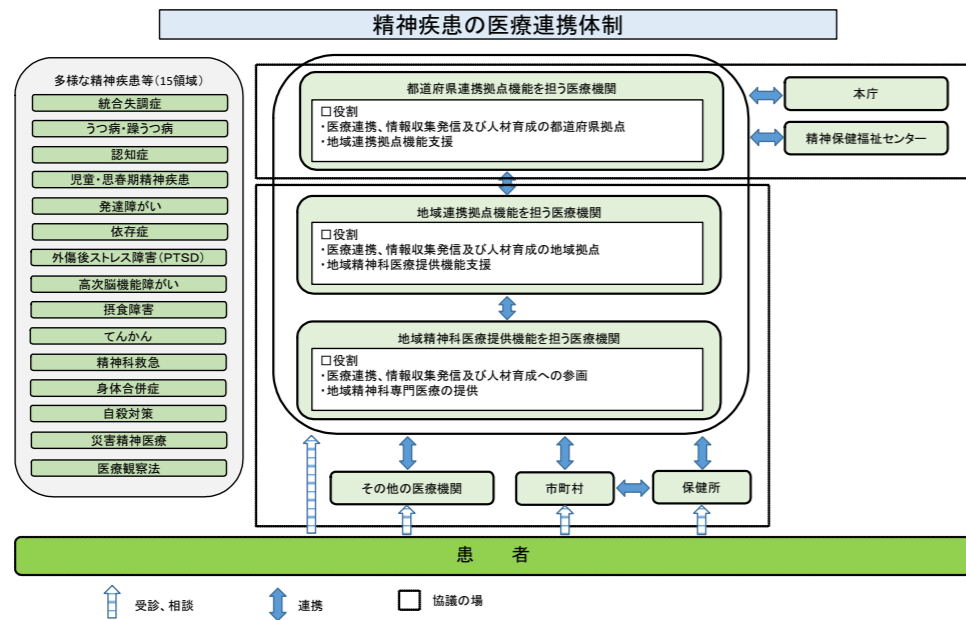 精神疾患の医療連携体制
多様な精神疾患等(15領域)
統合失調症
うつ病・躁うつ病
認知症
児童・思春期精神疾患
発達障がい
依存症
外傷後ストレス障害(PTSD)
高次脳機能障がい
摂食障害
てんかん
精神科救急
身体合併症
自殺対策
災害精神医療
医療観察法
都道府県連携拠点機能を担う医療機関
□役割
・医療連携、情報収集発信及び人材育成の都道府県拠点
・地域連携拠点機能支援
本庁
精神保健福祉センター
地域連携拠点機能を担う医療機関
□役割
・医療連携、情報収集発信及び人材育成の地域拠点
・地域精神科医療提供機能支援
地域精神科医療提供機能を担う医療機関
□役割
・医療連携、情報収集発信及び人材育成への参画
・地域精神科専門医療の提供
その他の医療機関
市町村
保健所
患 者
受診、相談
連携
協議の場